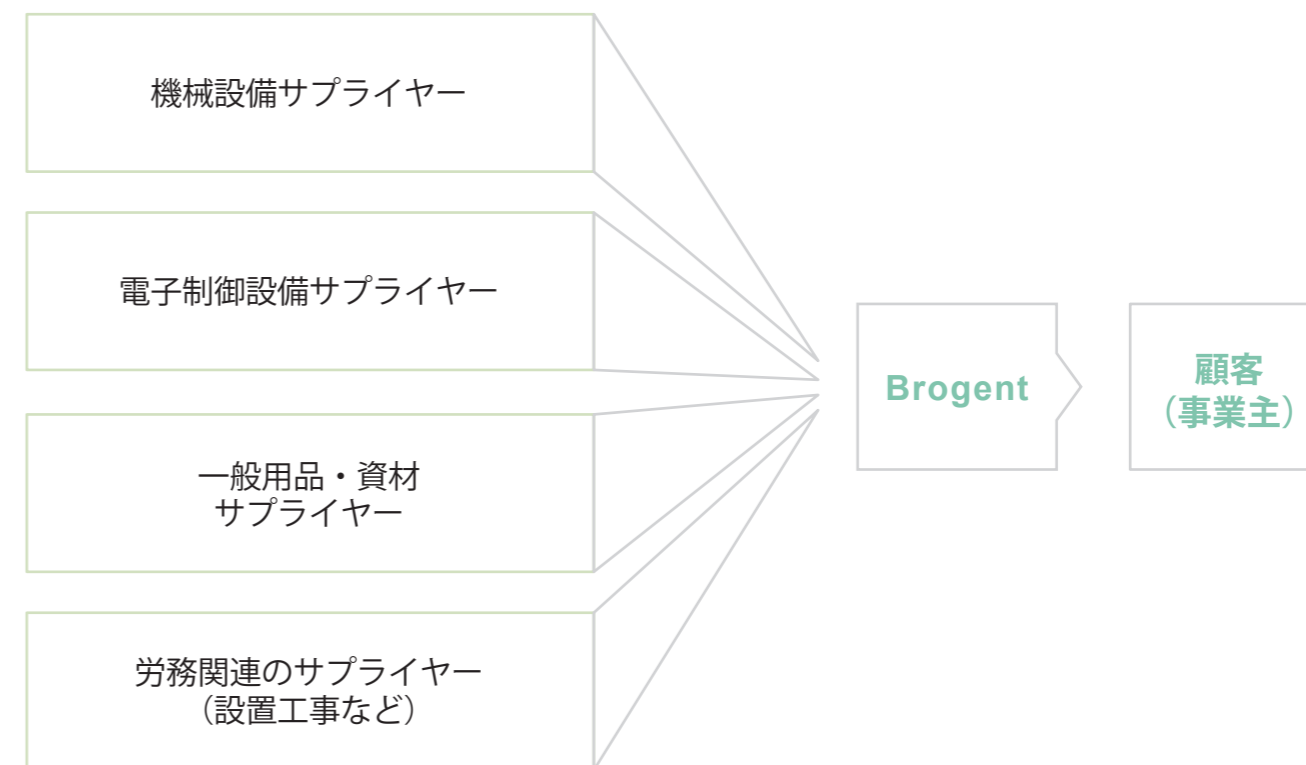 機械設備サプライヤー
電子制御設備サプライヤー
一般用品・資材
サプライヤー
労務関連のサプライヤー
（設置工事など）
Brogent
顧客
（事業主）